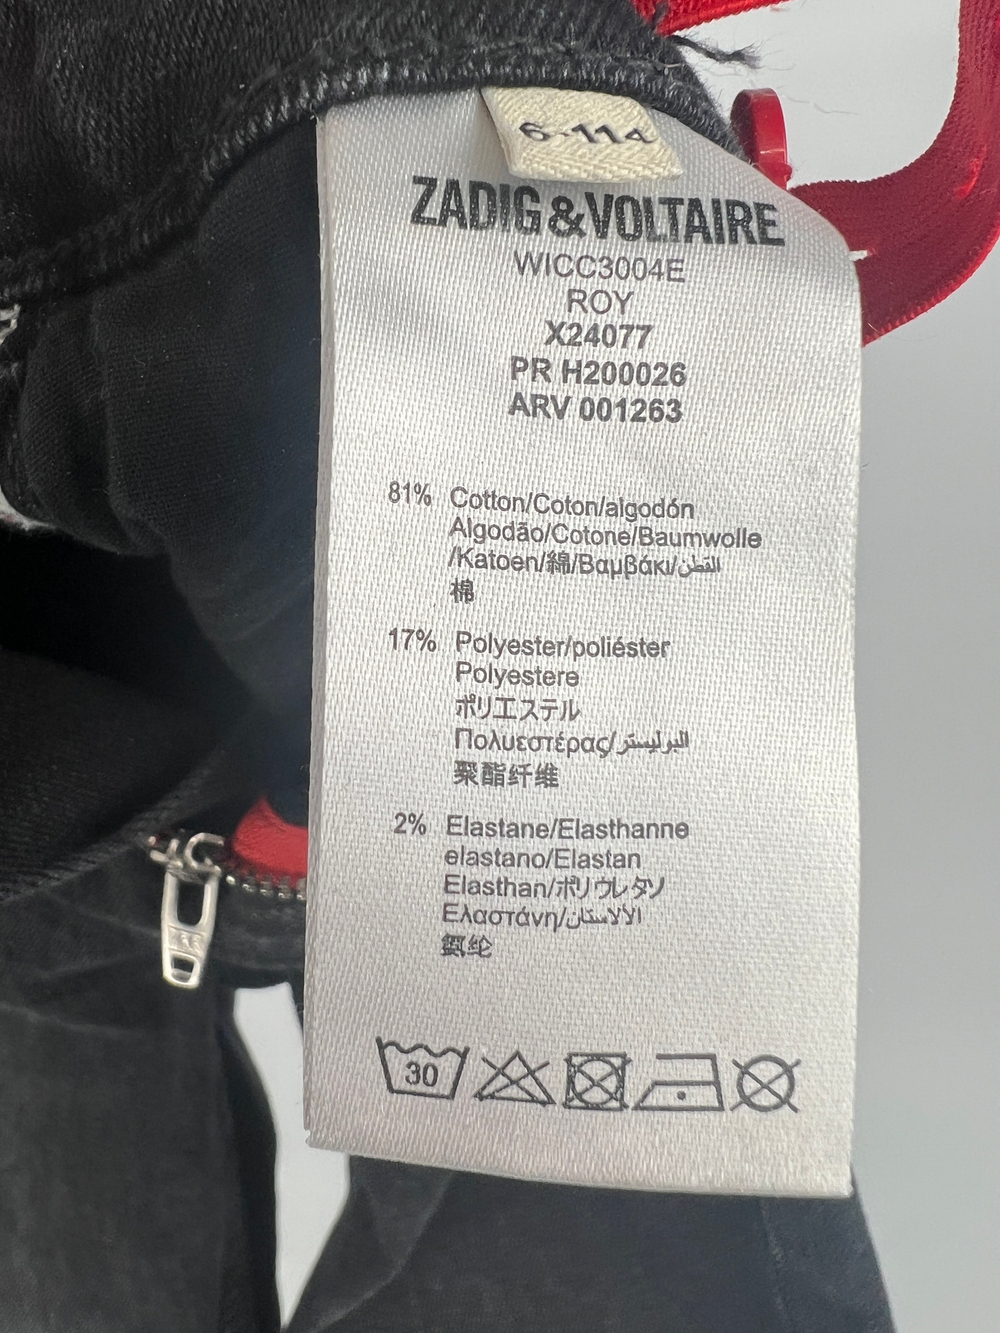 6-114
ZADIG&VOLTAIRE
WICC3004E
ROY
X24077
PR H200026
ARV 001263
81% Cotton/Coton/algodón
Algodão/Cotone/Baumwolle
/Katoen/綿/Βαμβάκι/القطن
棉
17% Polyester/poliéster
Polyestere
ポリエステル
Πολυεστέρας/البوليستر
聚酯纤维
2% Elastane/Elasthanne
elastano/Elastan
Elasthan/ポリウレタン
Ελαστάνη/الالاستان
氨纶
30